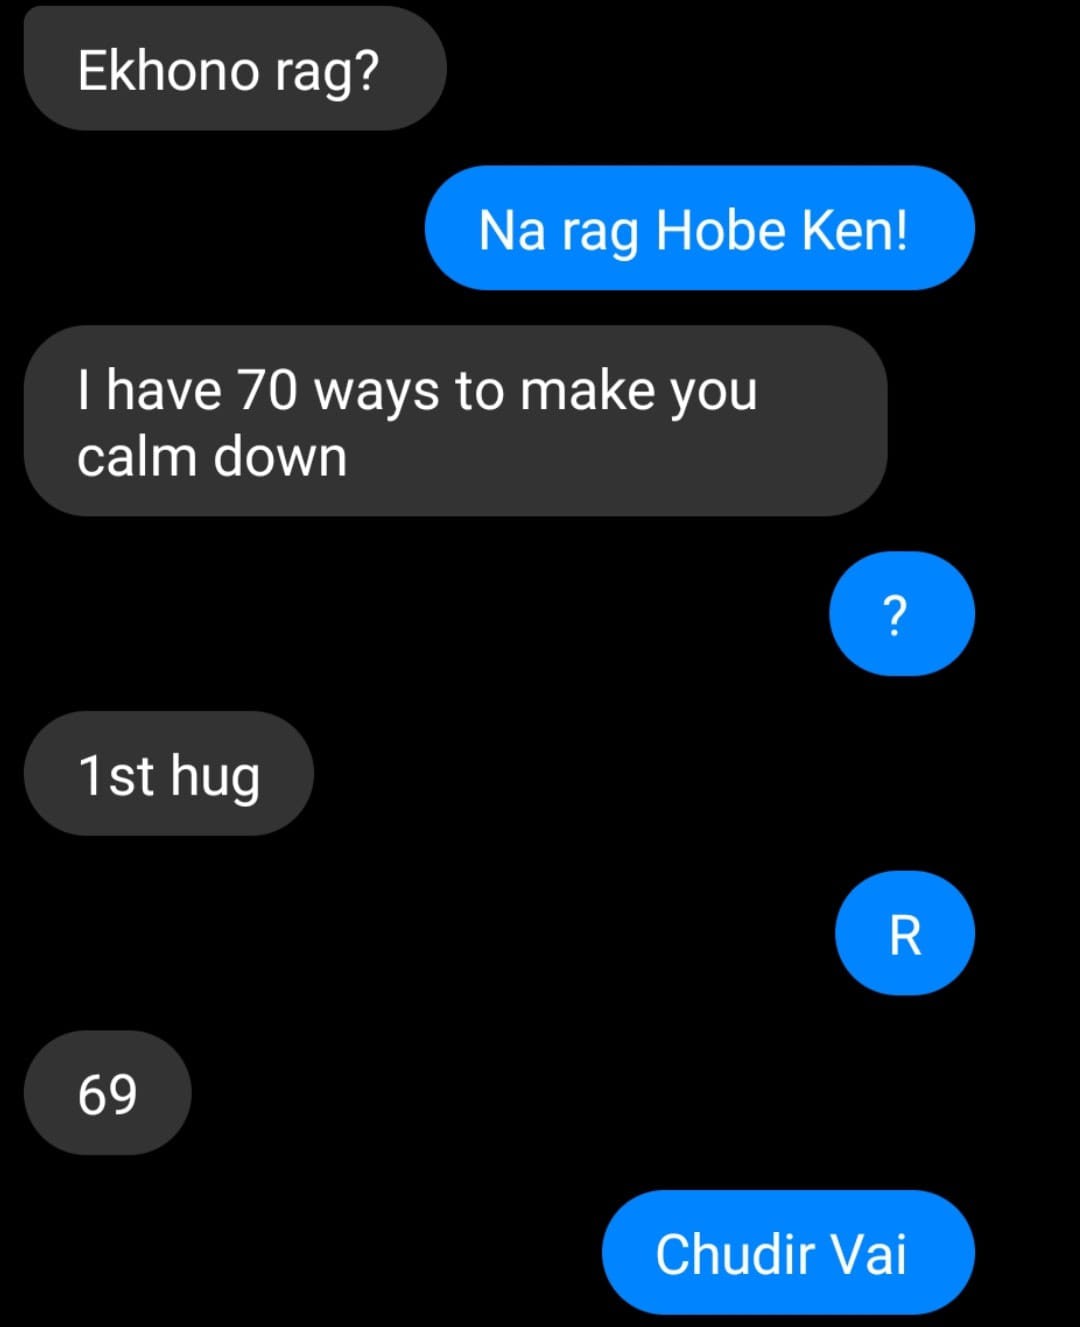 Ekhono rag?
Na rag Hobe Ken!
I have 70 ways to make you
calm down
?
1st hug
R
69
Chudir Vai